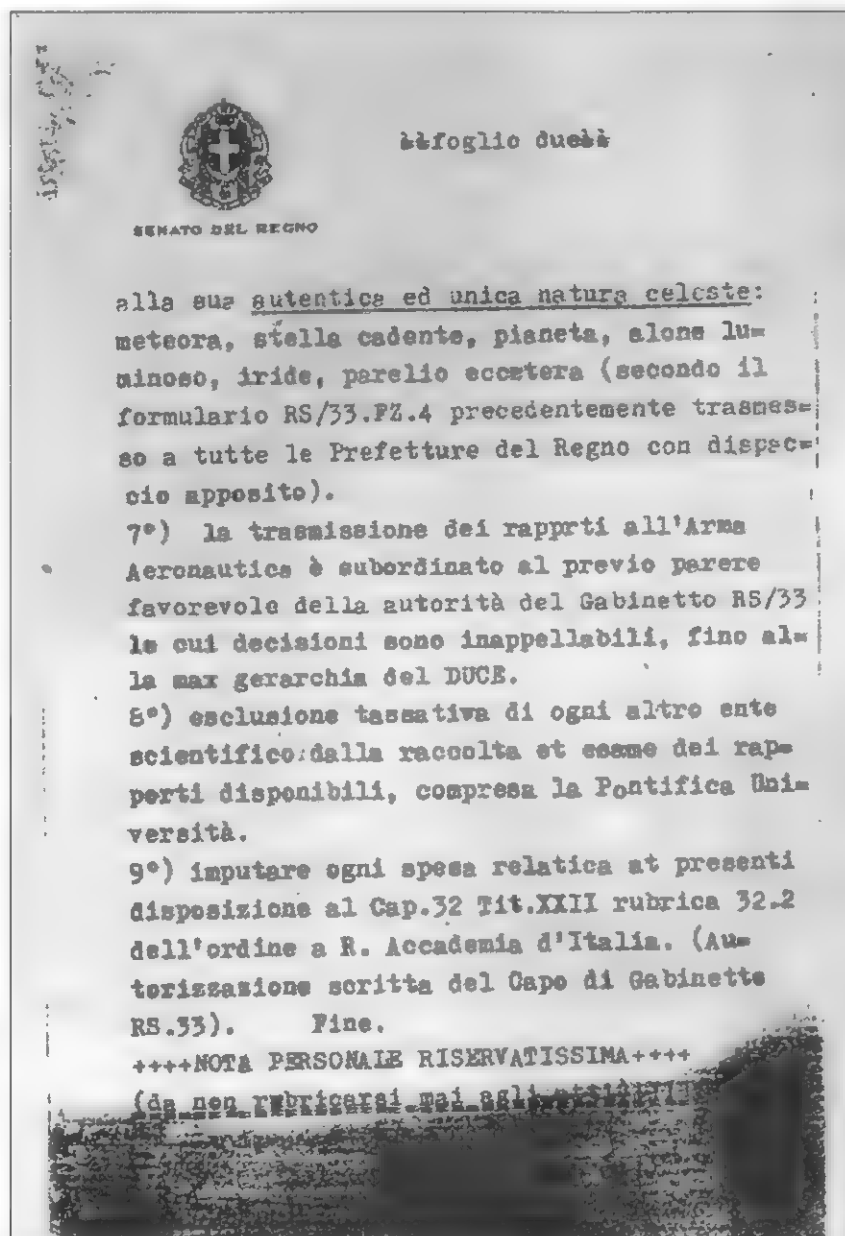 foglio due
SENATO DEL REGNO
alla sua autentica ed unica natura celeste:
meteora, stella cadente, pianeta, alone lu=
minoso, iride, parelio eccetera (secondo il
formulario RS/33.FZ.4 precedentemente trasmes=
so a tutte le Prefetture del Regno con dispac=
cio apposito).
7°) la trasmissione dei rapprti all'Arma
Aeronautica è subordinato al previo parere
favorevole della autorità del Gabinetto RS/33
le cui decisioni sono inappellabili, fino al=
la max gerarchia del DUCE.
8°) esclusione tassativa di ogni altro ente
scientifico dalla raccolta et esame dei rap=
porti disponibili, compresa la Pontifica Uni=
versità.
9°) imputare ogni spesa relatica at presenti
disposizione al Cap.32 Tit.XXII rubrica 32.2
dell'ordine a R. Accademia d'Italia. (Au=
torizzazione scritta del Capo di Gabinetto
RS.33). Fine.
++++NOTA PERSONALE RISERVATISSIMA++++
(da non rubricarsi mai agli